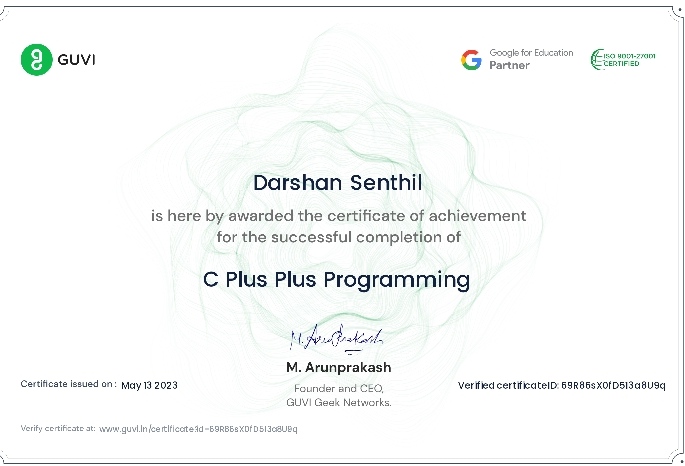 GUVI
Google for Education
Partner
ISO 9001-27001
CERTIFIED
Darshan Senthil
is here by awarded the certificate of achievement
for the successful completion of
C Plus Plus Programming
M. Arunprakash
M. Arunprakash
Founder and CEO,
GUVI Geek Networks.
Certificate issued on : May 13 2023
Verified certificateID: 69R86sX0fD513a8U9q
Verify certificate at: www.guvi.in/certificate?id=69R86sX0fD513a8U9q